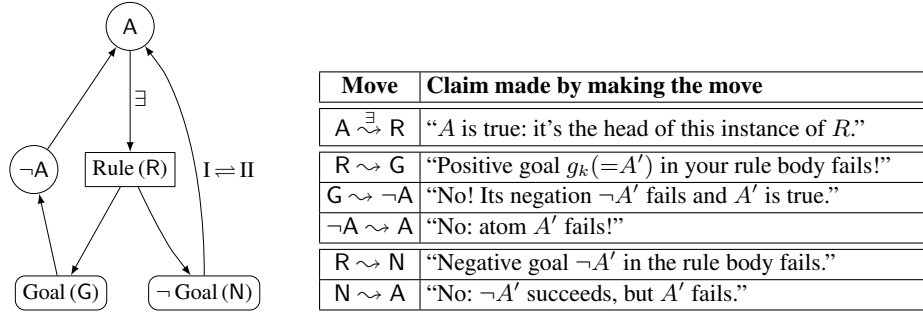 A
∃
¬A
Rule (R)
I ⇌ II
Goal (G)
¬ Goal (N)
Move Claim made by making the move
A ∃⤳ R “A is true: it's the head of this instance of R.”
R ⤳ G “Positive goal gₖ(=A′) in your rule body fails!”
G ⤳ ¬A “No! Its negation ¬A′ fails and A′ is true.”
¬A ⤳ A “No: atom A′ fails!”
R ⤳ N “Negative goal ¬A′ in the rule body fails.”
N ⤳ A “No: ¬A′ succeeds, but A′ fails.”